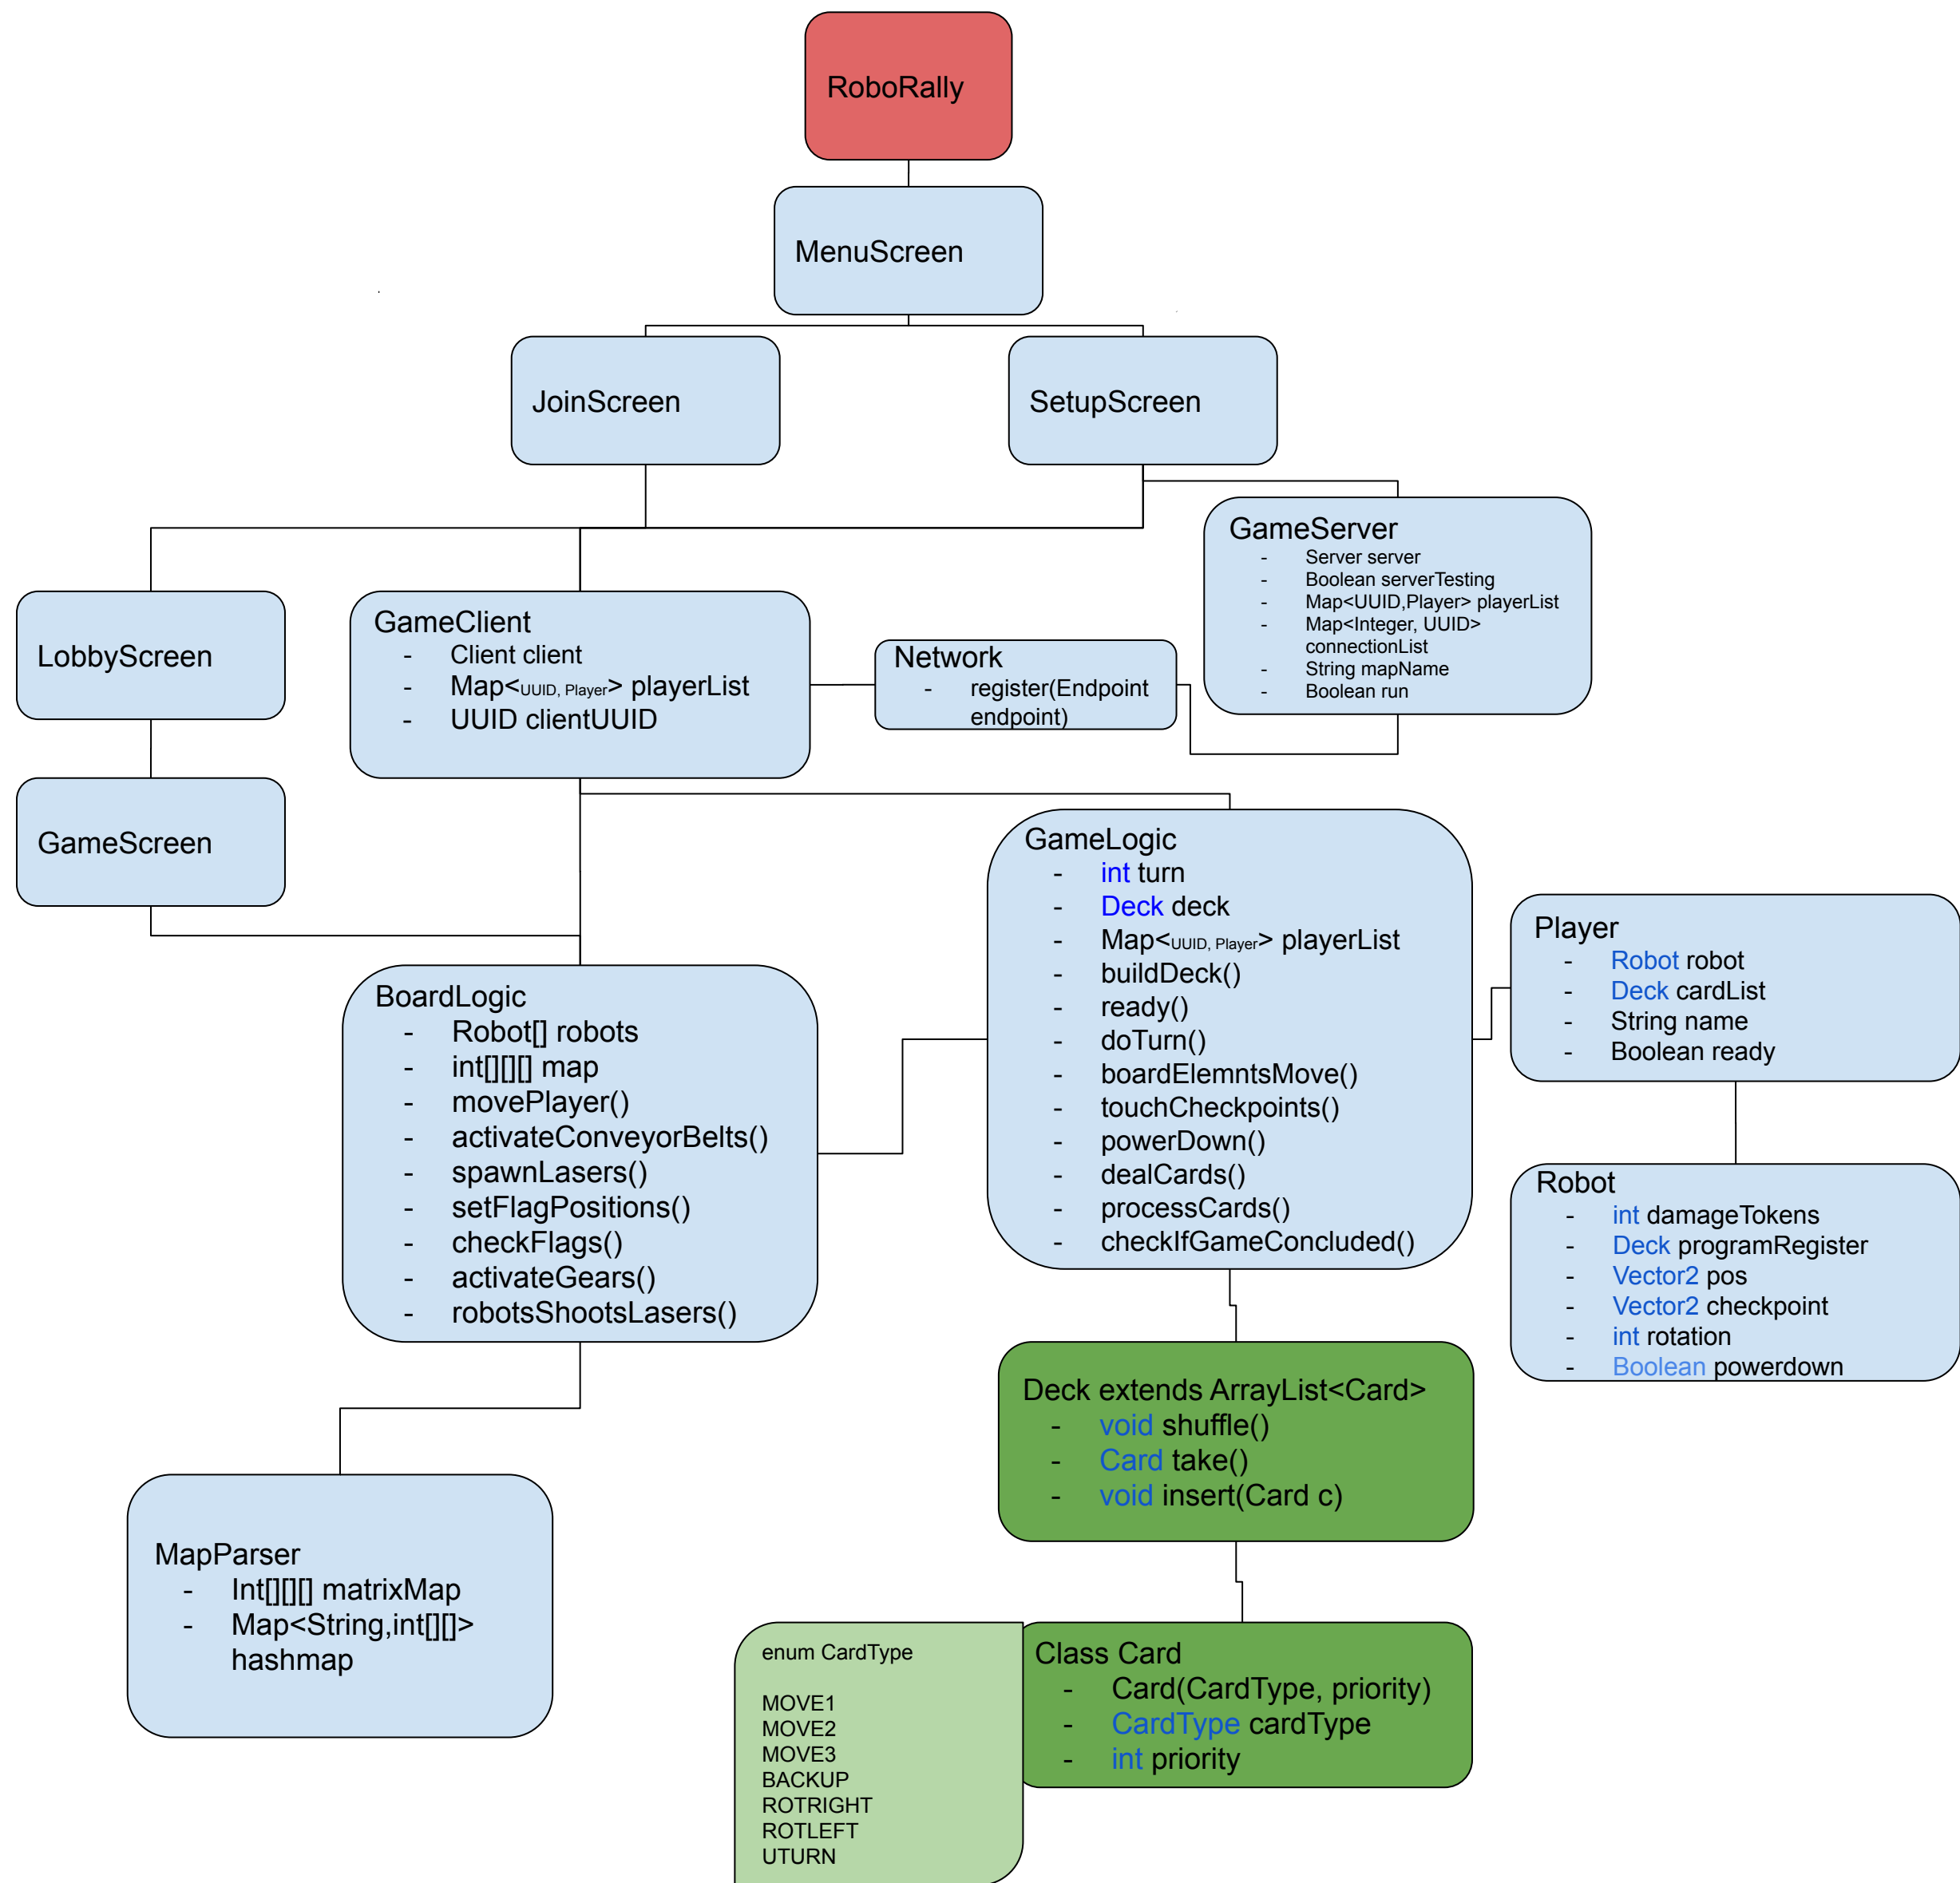 RoboRally
MenuScreen
JoinScreen
SetupScreen
GameServer
- Server server
- Boolean serverTesting
- Map<UUID,Player> playerList
- Map<Integer, UUID>
connectionList
- String mapName
- Boolean run
LobbyScreen
GameClient
- Client client
- Map<UUID, Player> playerList
- UUID clientUUID
Network
- register(Endpoint
endpoint)
GameScreen
GameLogic
- int turn
- Deck deck
- Map<UUID, Player> playerList
- buildDeck()
- ready()
- doTurn()
- boardElemntsMove()
- touchCheckpoints()
- powerDown()
- dealCards()
- processCards()
- checkIfGameConcluded()
Player
- Robot robot
- Deck cardList
- String name
- Boolean ready
BoardLogic
- Robot[] robots
- int[][][] map
- movePlayer()
- activateConveyorBelts()
- spawnLasers()
- setFlagPositions()
- checkFlags()
- activateGears()
- robotsShootsLasers()
Robot
- int damageTokens
- Deck programRegister
- Vector2 pos
- Vector2 checkpoint
- int rotation
- Boolean powerdown
Deck extends ArrayList<Card>
- void shuffle()
- Card take()
- void insert(Card c)
MapParser
- Int[][][] matrixMap
- Map<String,int[][]>
hashmap
enum CardType
MOVE1
MOVE2
MOVE3
BACKUP
ROTRIGHT
ROTLEFT
UTURN
Class Card
- Card(CardType, priority)
- CardType cardType
- int priority